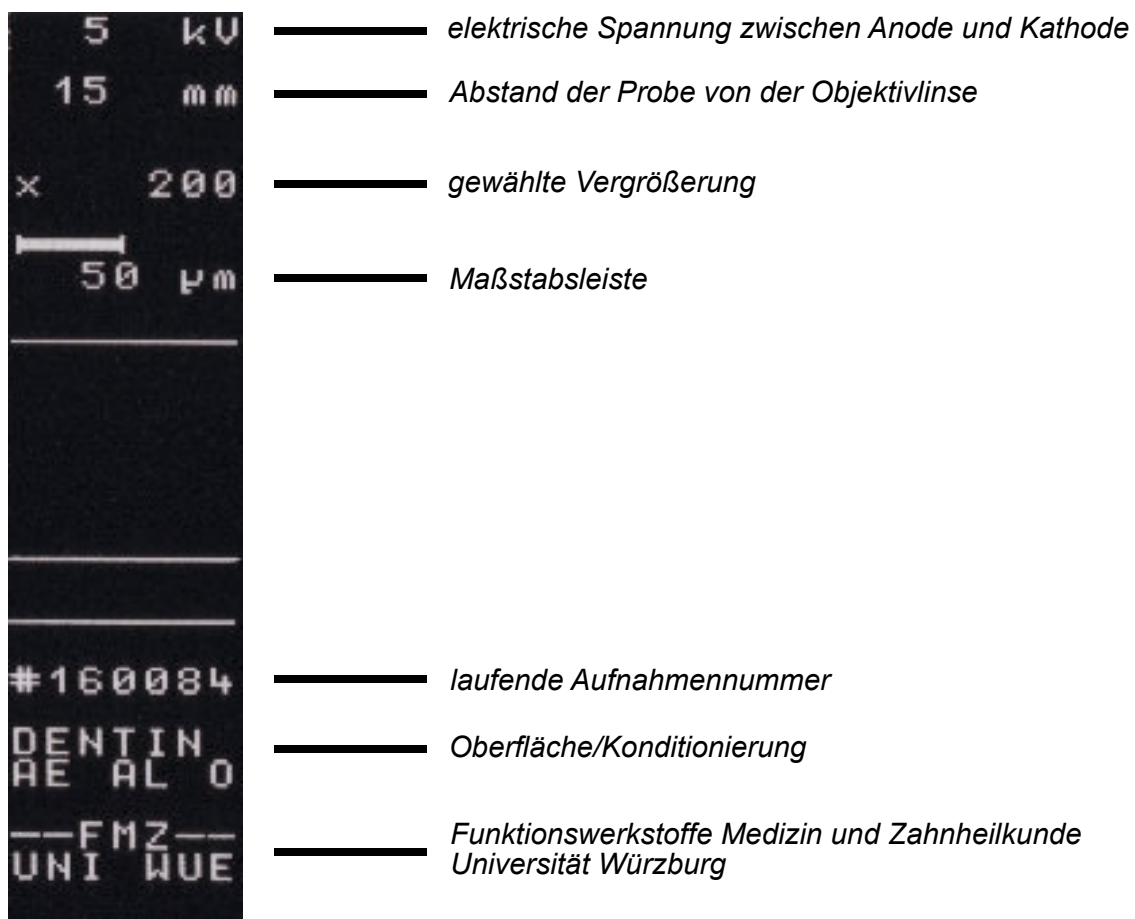 5 kV elektrische Spannung zwischen Anode und Kathode
15 mm Abstand der Probe von der Objektivlinse
x 200 gewählte Vergrößerung
50 µm Maßstabsleiste
#160084 laufende Aufnahmennummer
DENTIN Oberfläche/Konditionierung
AE AL O
--FMZ-- Funktionswerkstoffe Medizin und Zahnheilkunde
UNI WUE Universität Würzburg